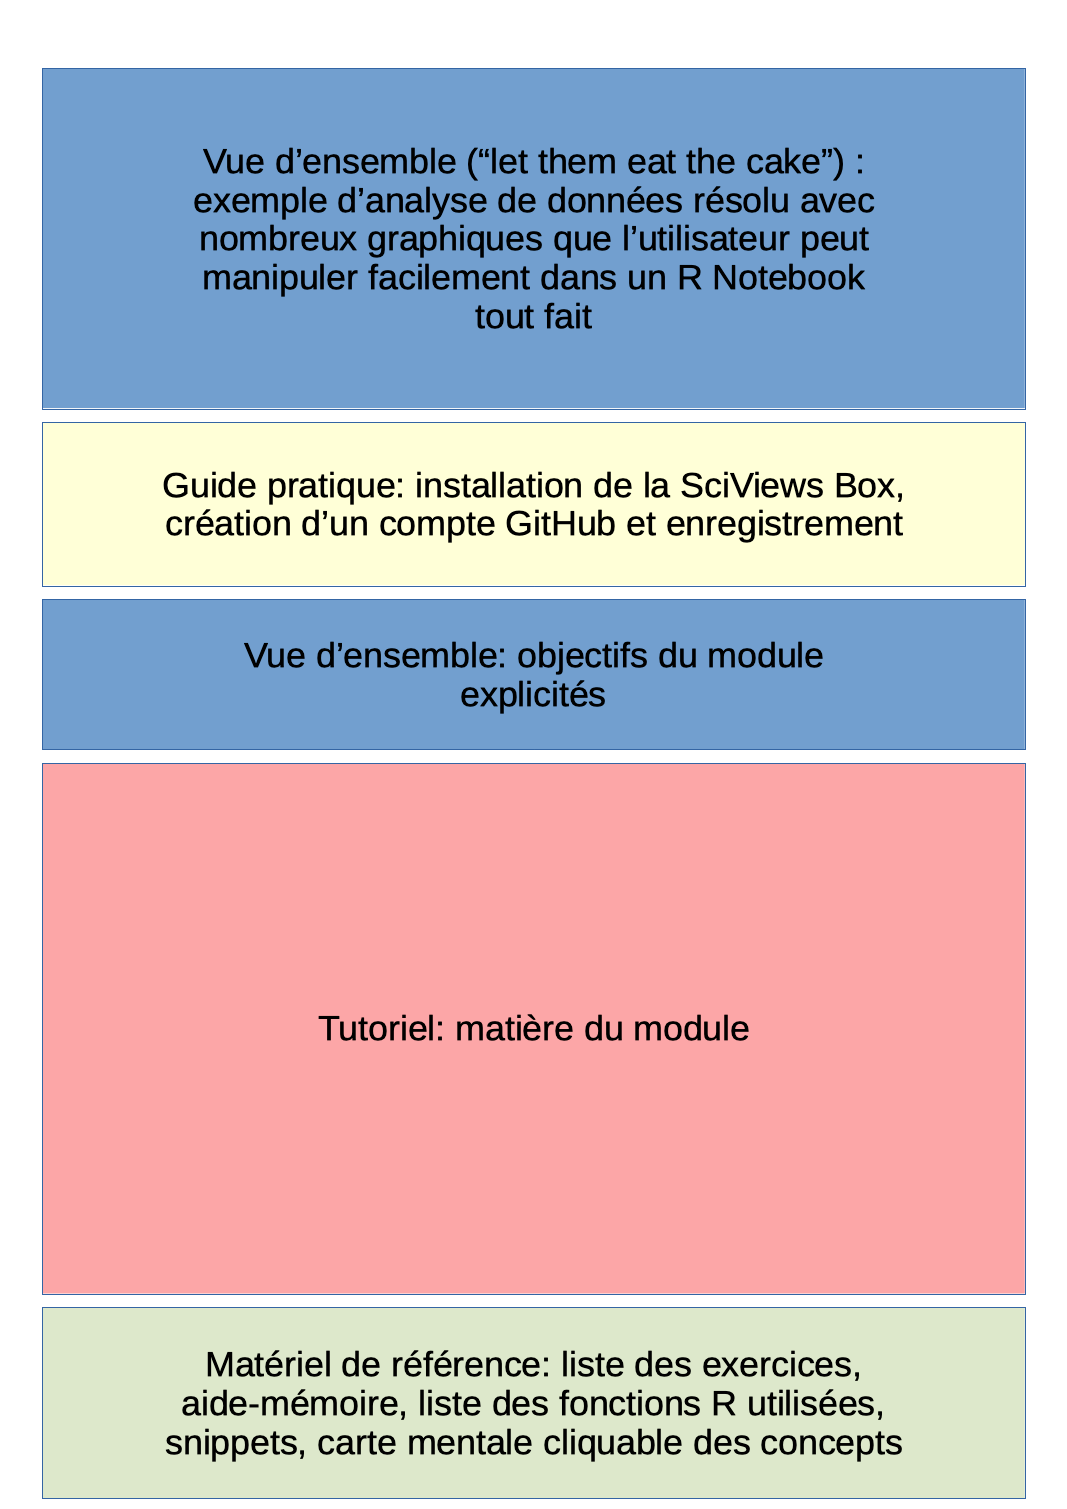 Vue d’ensemble (“let them eat the cake”) :
exemple d’analyse de données résolu avec
nombreux graphiques que l’utilisateur peut
manipuler facilement dans un R Notebook
tout fait
Guide pratique: installation de la SciViews Box,
création d’un compte GitHub et enregistrement
Vue d’ensemble: objectifs du module
explicités
Tutoriel: matière du module
Matériel de référence: liste des exercices,
aide-mémoire, liste des fonctions R utilisées,
snippets, carte mentale cliquable des concepts